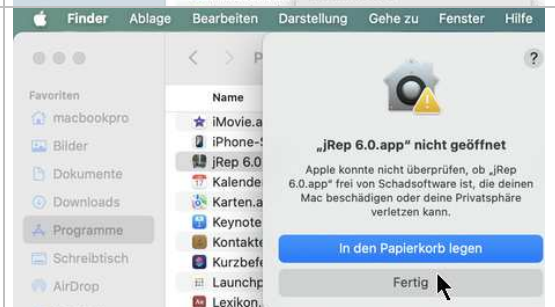 Finder Ablage Bearbeiten Darstellung Gehe zu Fenster Hilfe
Favoriten
macbookpro
Bilder
Dokumente
Downloads
Programme
Schreibtisch
AirDrop
P
Name
iMovie.a
iPhone-S
jRep 6.0
Kalende
Karten.a
Keynote
Kontakte
Kurzbefe
Launchp
Lexikon.
?
„jRep 6.0.app“ nicht geöffnet
Apple konnte nicht überprüfen, ob „jRep
6.0.app“ frei von Schadsoftware ist, die deinen
Mac beschädigen oder deine Privatsphäre
verletzen kann.
In den Papierkorb legen
Fertig